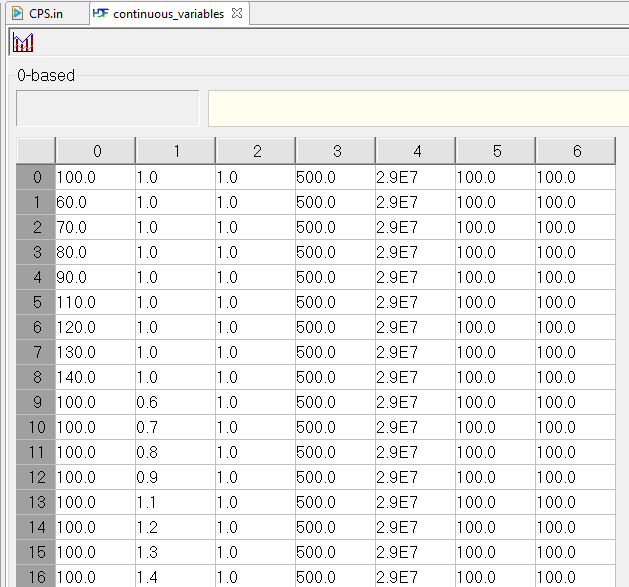 CPS.in HDF continuous_variables
0-based
0 1 2 3 4 5 6
0 100.0 1.0 1.0 500.0 2.9E7 100.0 100.0
1 60.0 1.0 1.0 500.0 2.9E7 100.0 100.0
2 70.0 1.0 1.0 500.0 2.9E7 100.0 100.0
3 80.0 1.0 1.0 500.0 2.9E7 100.0 100.0
4 90.0 1.0 1.0 500.0 2.9E7 100.0 100.0
5 110.0 1.0 1.0 500.0 2.9E7 100.0 100.0
6 120.0 1.0 1.0 500.0 2.9E7 100.0 100.0
7 130.0 1.0 1.0 500.0 2.9E7 100.0 100.0
8 140.0 1.0 1.0 500.0 2.9E7 100.0 100.0
9 100.0 0.6 1.0 500.0 2.9E7 100.0 100.0
10 100.0 0.7 1.0 500.0 2.9E7 100.0 100.0
11 100.0 0.8 1.0 500.0 2.9E7 100.0 100.0
12 100.0 0.9 1.0 500.0 2.9E7 100.0 100.0
13 100.0 1.1 1.0 500.0 2.9E7 100.0 100.0
14 100.0 1.2 1.0 500.0 2.9E7 100.0 100.0
15 100.0 1.3 1.0 500.0 2.9E7 100.0 100.0
16 100.0 1.4 1.0 500.0 2.9E7 100.0 100.0